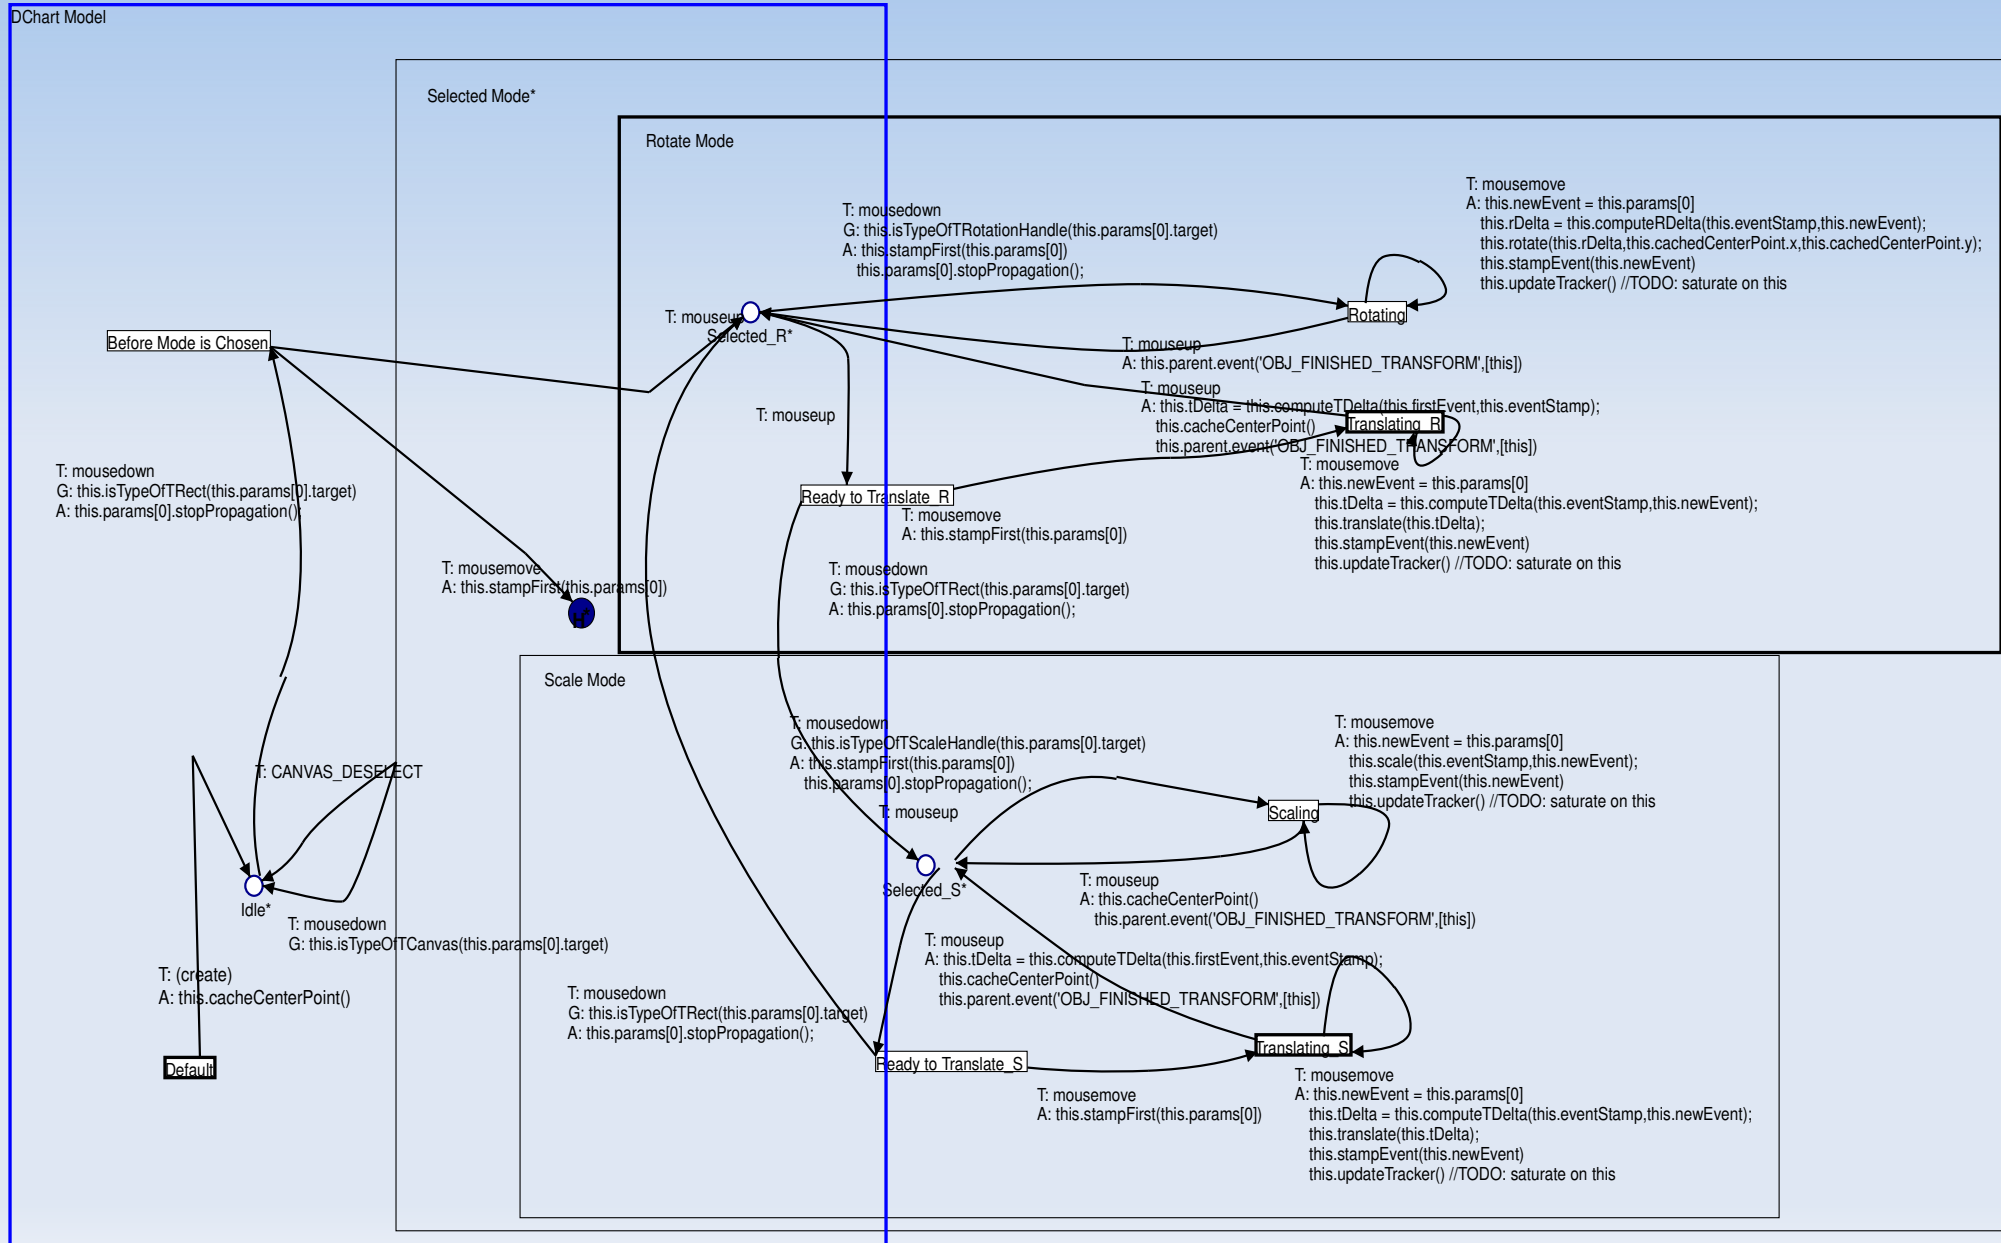 DChart Model
Selected Mode*
Rotate Mode
T: mousemove
A: this.newEvent = this.params[0]
this.rDelta = this.computeRDelta(this.eventStamp,this.newEvent);
this.rotate(this.rDelta,this.cachedCenterPoint.x,this.cachedCenterPoint.y);
this.stampEvent(this.newEvent)
this.updateTracker() //TODO: saturate on this
T: mousedown
G: this.isTypeOfTRotationHandle(this.params[0].target)
A: this.stampFirst(this.params[0])
this.params[0].stopPropagation();
T: mouseup
Selected_R*
Rotating
Before Mode is Chosen
T: mouseup
A: this.parent.event('OBJ_FINISHED_TRANSFORM',[this])
T: mouseup
A: this.tDelta = this.computeTDelta(this.firstEvent,this.eventStamp);
this.cacheCenterPoint()
this.parent.event('OBJ_FINISHED_TRANSFORM',[this])
T: mouseup
Translating_R
T: mousemove
A: this.newEvent = this.params[0]
this.tDelta = this.computeTDelta(this.eventStamp,this.newEvent);
this.translate(this.tDelta);
this.stampEvent(this.newEvent)
this.updateTracker() //TODO: saturate on this
T: mousedown
G: this.isTypeOfTRect(this.params[0].target)
A: this.params[0].stopPropagation();
Ready to Translate_R
T: mousemove
A: this.stampFirst(this.params[0])
T: mousemove
A: this.stampFirst(this.params[0])
T: mousedown
G: this.isTypeOfTRect(this.params[0].target)
A: this.params[0].stopPropagation();
H*
Scale Mode
T: mousedown
G: this.isTypeOfTScaleHandle(this.params[0].target)
A: this.stampFirst(this.params[0])
this.params[0].stopPropagation();
T: mousemove
A: this.newEvent = this.params[0]
this.scale(this.eventStamp,this.newEvent);
this.stampEvent(this.newEvent)
this.updateTracker() //TODO: saturate on this
T: CANVAS_DESELECT
T: mouseup
Scaling
Selected_S*
Idle*
T: mouseup
A: this.cacheCenterPoint()
this.parent.event('OBJ_FINISHED_TRANSFORM',[this])
T: mousedown
G: this.isTypeOfTCanvas(this.params[0].target)
T: mouseup
A: this.tDelta = this.computeTDelta(this.firstEvent,this.eventStamp);
this.cacheCenterPoint()
this.parent.event('OBJ_FINISHED_TRANSFORM',[this])
T: (create)
A: this.cacheCenterPoint()
T: mousedown
G: this.isTypeOfTRect(this.params[0].target)
A: this.params[0].stopPropagation();
Default
Ready to Translate_S
Translating_S
T: mousemove
A: this.stampFirst(this.params[0])
T: mousemove
A: this.newEvent = this.params[0]
this.tDelta = this.computeTDelta(this.eventStamp,this.newEvent);
this.translate(this.tDelta);
this.stampEvent(this.newEvent)
this.updateTracker() //TODO: saturate on this